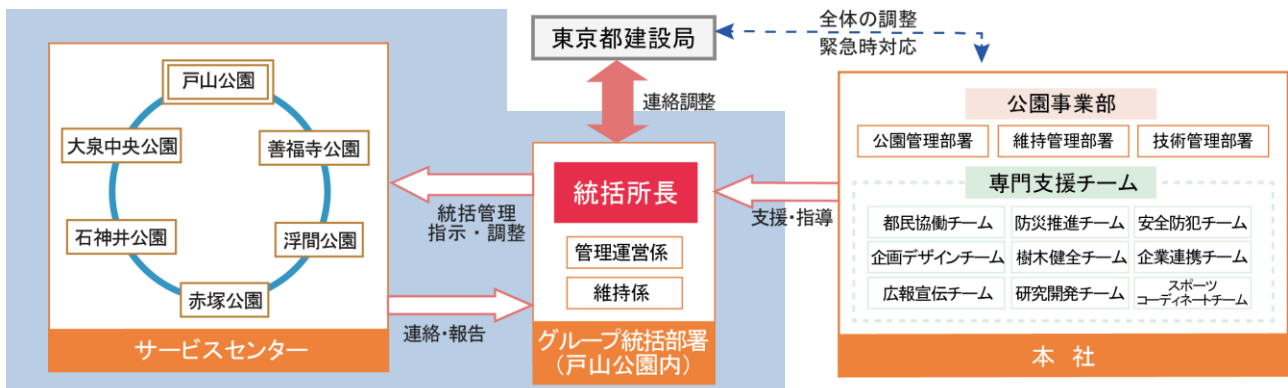 東京都建設局
全体の調整
緊急時対応
連絡調整
戸山公園
大泉中央公園
善福寺公園
石神井公園
浮間公園
赤塚公園
サービスセンター
統括管理
指示・調整
連絡・報告
統括所長
管理運営係
維持係
グループ統括部署
(戸山公園内)
支援・指導
公園事業部
公園管理部署
維持管理部署
技術管理部署
専門支援チーム
都民協働チーム
防災推進チーム
安全防犯チーム
企画デザインチーム
樹木健全チーム
企業連携チーム
広報宣伝チーム
研究開発チーム
スポーツ
コーディネートチーム
本 社